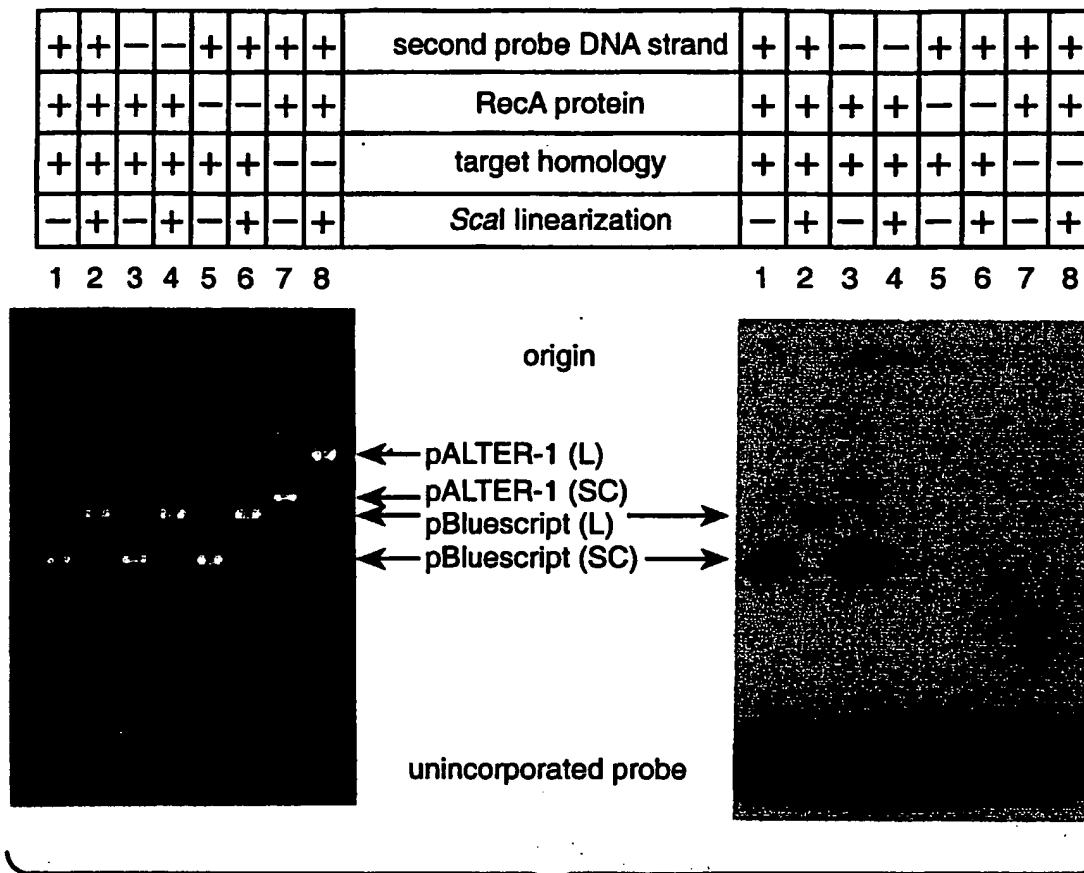 + + − − + + + + second probe DNA strand + + − − + + + +
+ + + + − − + + RecA protein + + + + − − + +
+ + + + + + − − target homology + + + + + + − −
− + − + − + − + ScaI linearization − + − + − + − +
1 2 3 4 5 6 7 8 1 2 3 4 5 6 7 8
origin
pALTER-1 (L)
pALTER-1 (SC)
pBluescript (L)
pBluescript (SC)
unincorporated probe